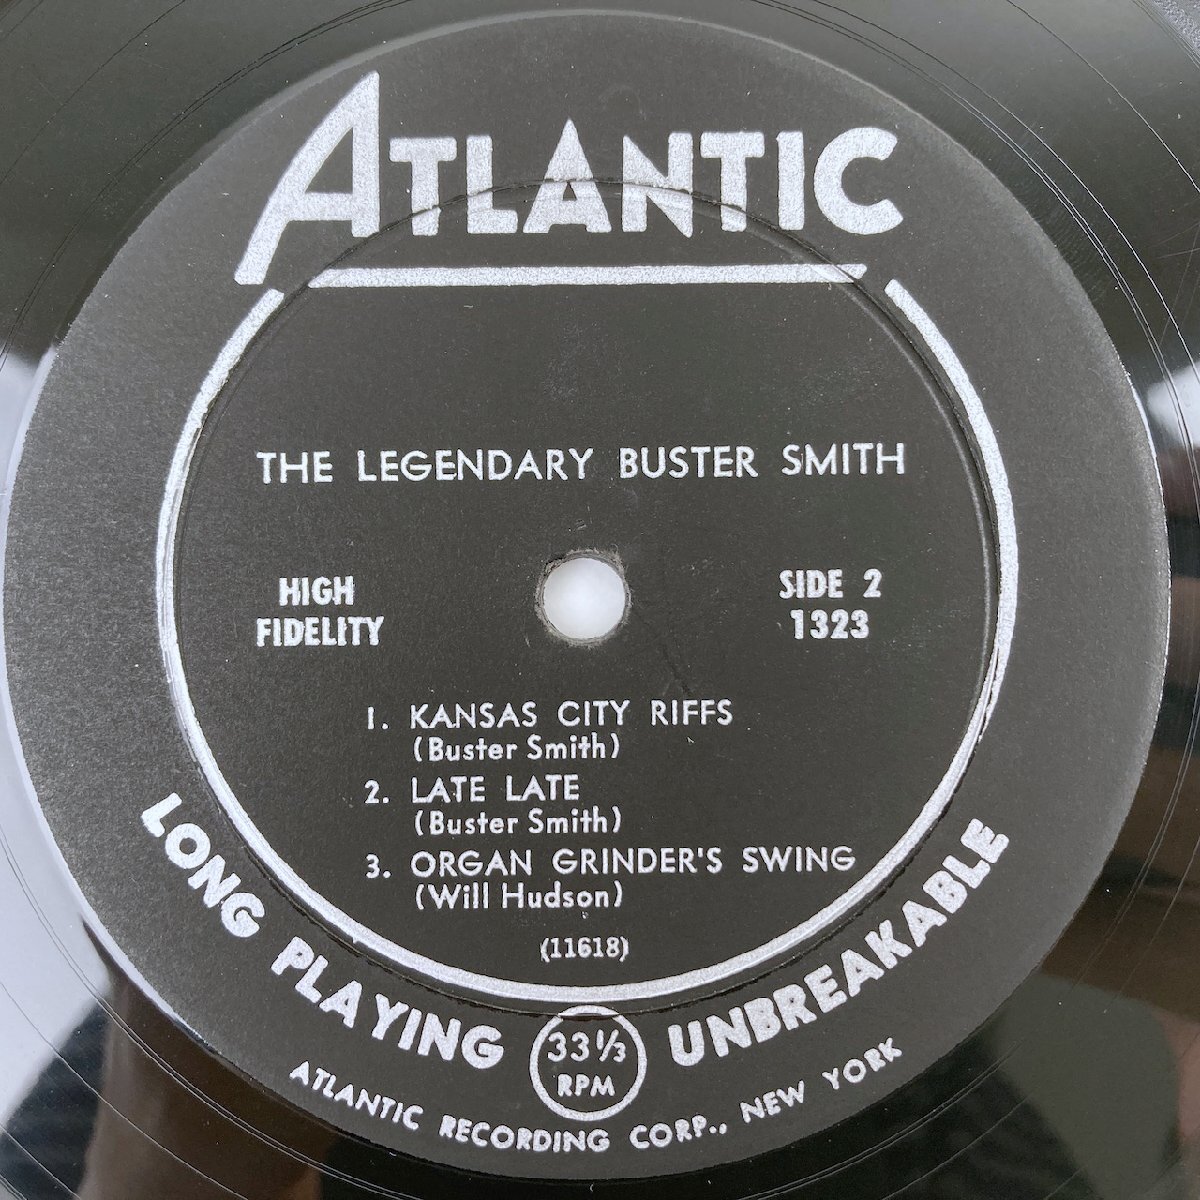 ATLANTIC
THE LEGENDARY BUSTER SMITH
HIGH
FIDELITY
SIDE 2
1323
1. KANSAS CITY RIFFS
(Buster Smith)
2. LATE LATE
(Buster Smith)
3. ORGAN GRINDER'S SWING
(Will Hudson)
(11618)
LONG PLAYING
33⅓
RPM
UNBREAKABLE
ATLANTIC RECORDING CORP., NEW YORK